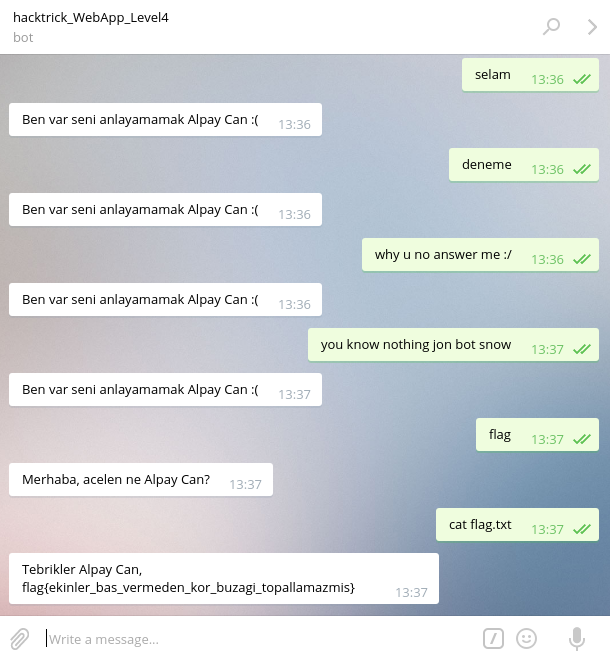 hacktrick_WebApp_Level4
bot
selam 13:36
Ben var seni anlayamamak Alpay Can :( 13:36
deneme 13:36
Ben var seni anlayamamak Alpay Can :( 13:36
why u no answer me :/ 13:36
Ben var seni anlayamamak Alpay Can :( 13:36
you know nothing jon bot snow 13:37
Ben var seni anlayamamak Alpay Can :( 13:37
flag 13:37
Merhaba, acelen ne Alpay Can? 13:37
cat flag.txt 13:37
Tebrikler Alpay Can,
flag{ekinler_bas_vermeden_kor_buzagi_topallamazmis} 13:37
Write a message...